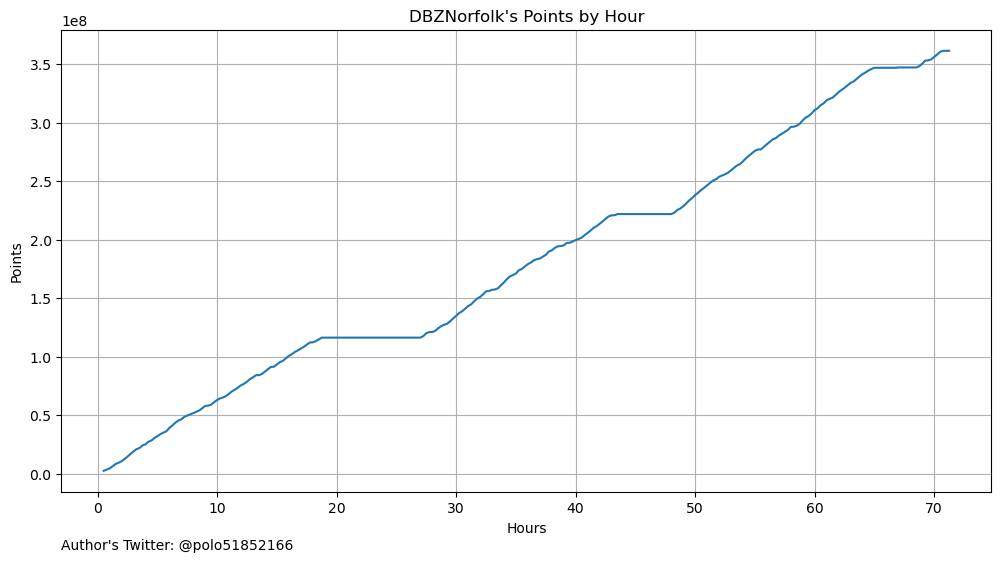 DBZNorfolk's Points by Hour
1e8
3.5
3.0
2.5
2.0
1.5
1.0
0.5
0.0
Points
0 10 20 30 40 50 60 70
Hours
Author's Twitter: @polo51852166